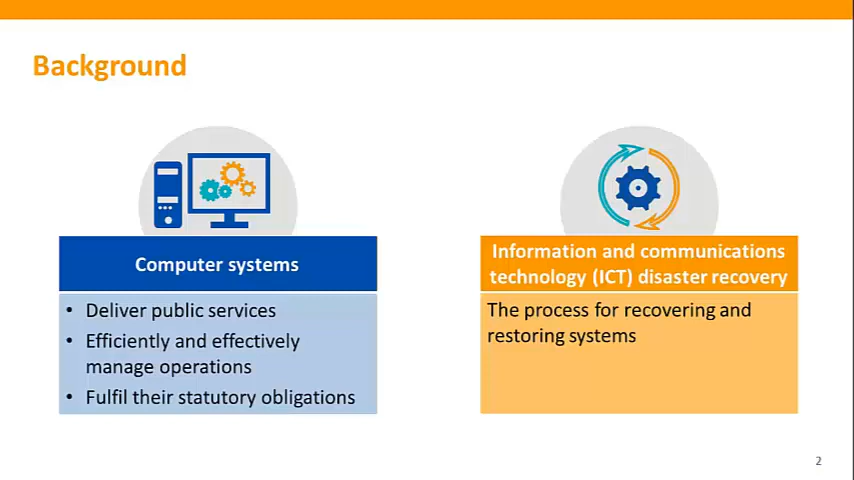 Background
Computer systems
• Deliver public services
• Efficiently and effectively
manage operations
• Fulfil their statutory obligations
Information and communications
technology (ICT) disaster recovery
The process for recovering and
restoring systems
2